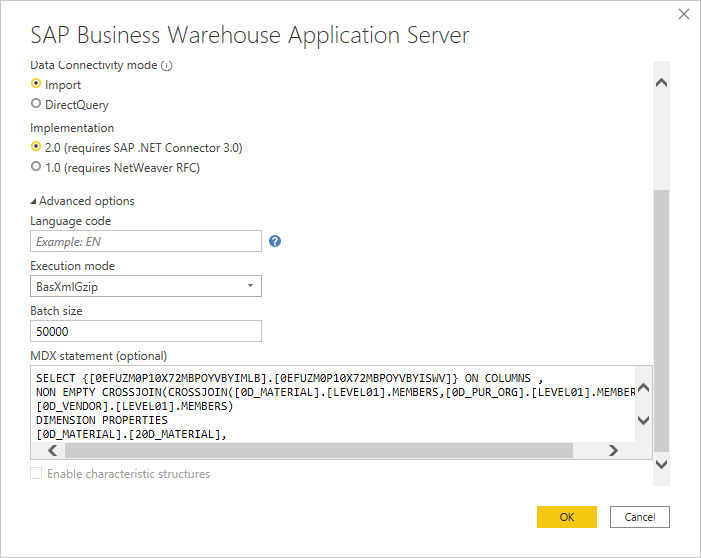 SAP Business Warehouse Application Server
Data Connectivity mode
Import
DirectQuery
Implementation
2.0 (requires SAP .NET Connector 3.0)
1.0 (requires NetWeaver RFC)
Advanced options
Language code
Example: EN
Execution mode
BasXmlGzip
Batch size
50000
MDX statement (optional)
SELECT {[0EFUZM0P10X72MBPOYVBYIMLB].[0EFUZM0P10X72MBPOYVBYISWV]} ON COLUMNS ,
NON EMPTY CROSSJOIN(CROSSJOIN([0D_MATERIAL].[LEVEL01].MEMBERS,[0D_PUR_ORG].[LEVEL01].MEMBER
[0D_VENDOR].[LEVEL01].MEMBERS)
DIMENSION PROPERTIES
[0D_MATERIAL].[20D_MATERIAL],
Enable characteristic structures
OK
Cancel